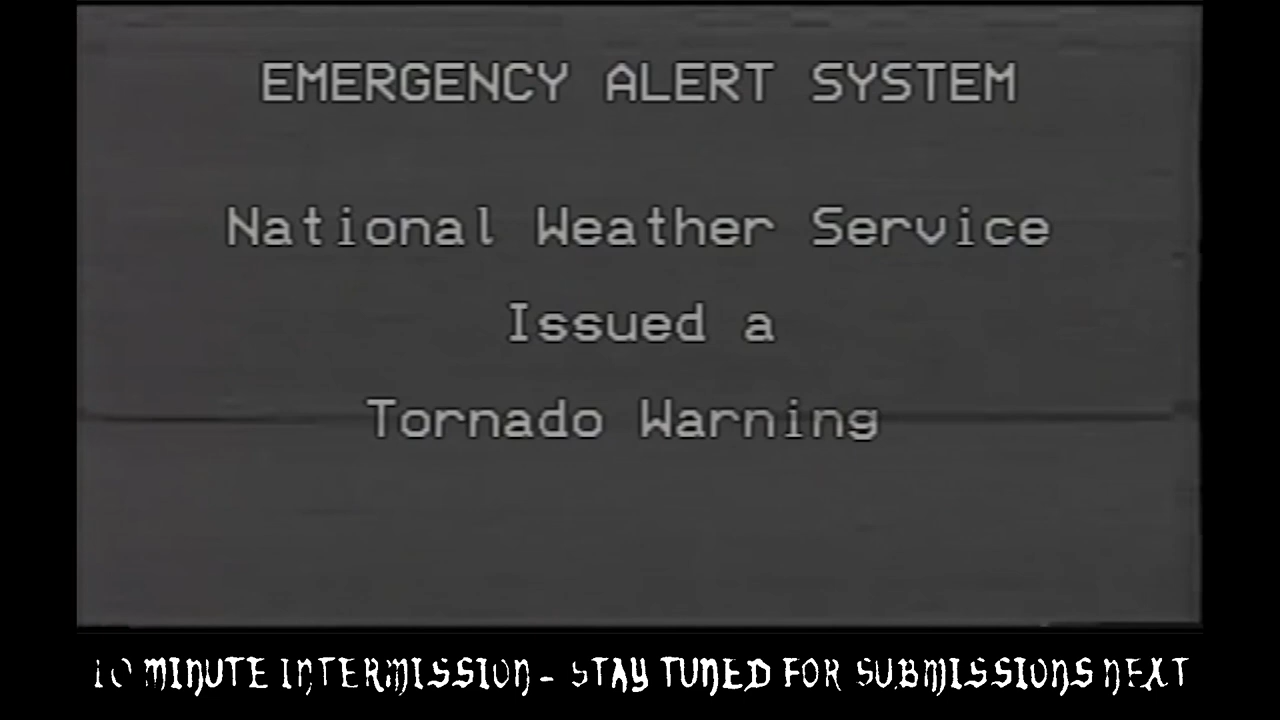 EMERGENCY ALERT SYSTEM
National Weather Service
Issued a
Tornado Warning
10 MINUTE INTERMISSION - STAY TUNED FOR SUBMISSIONS NEXT